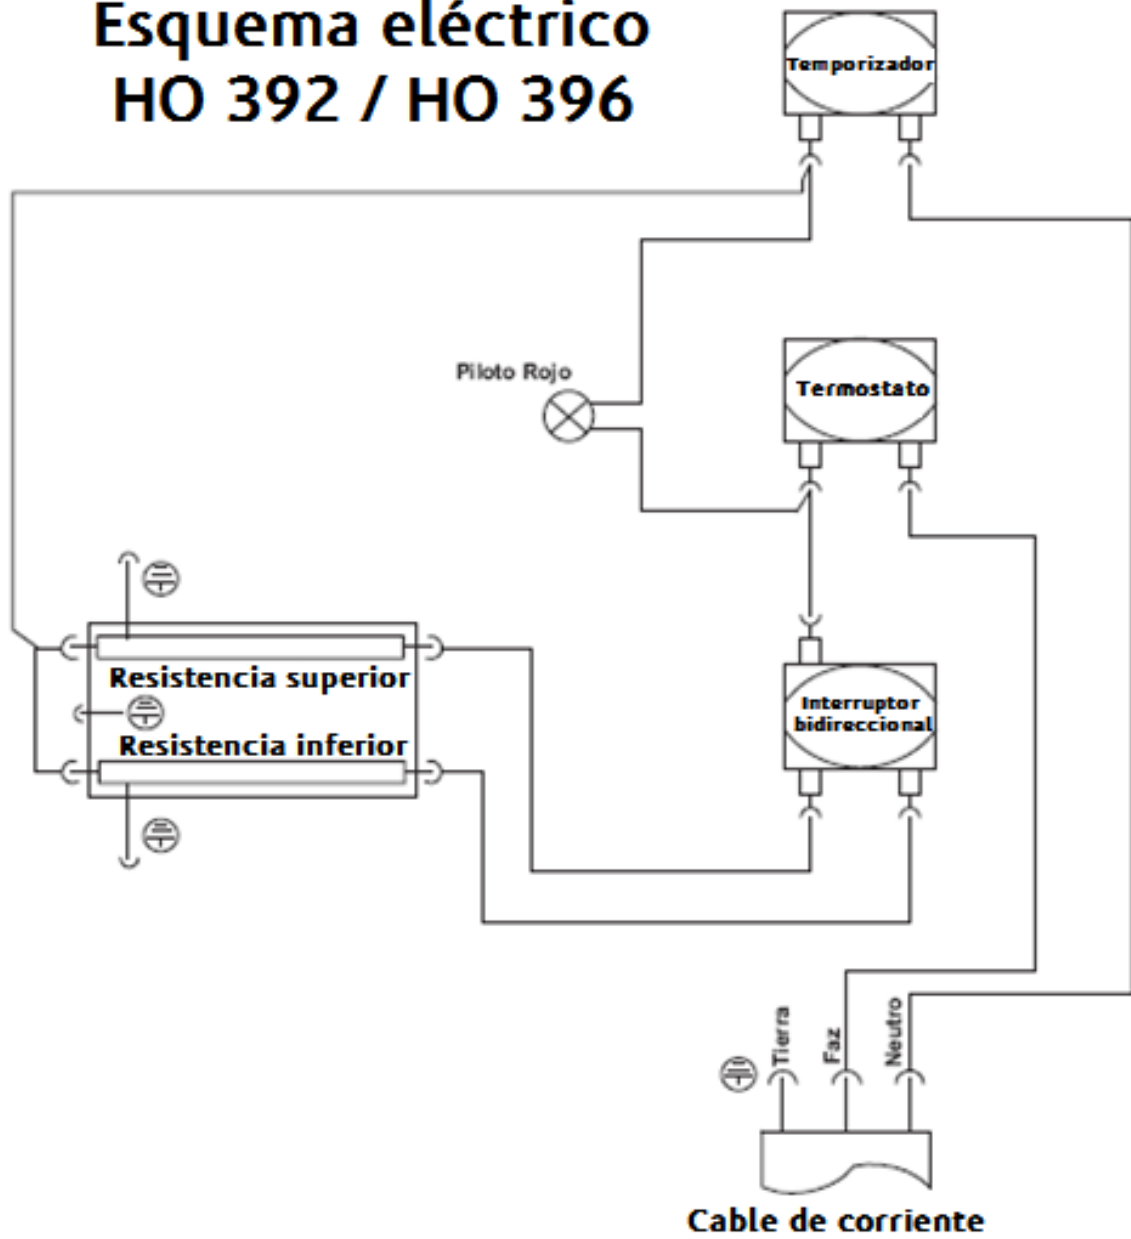 Esquema eléctrico
HO 392 / HO 396
Temporizador
Piloto Rojo
Termostato
Resistencia superior
Resistencia inferior
Interruptor
bidireccional
Tierra
Faz
Neutro
Cable de corriente